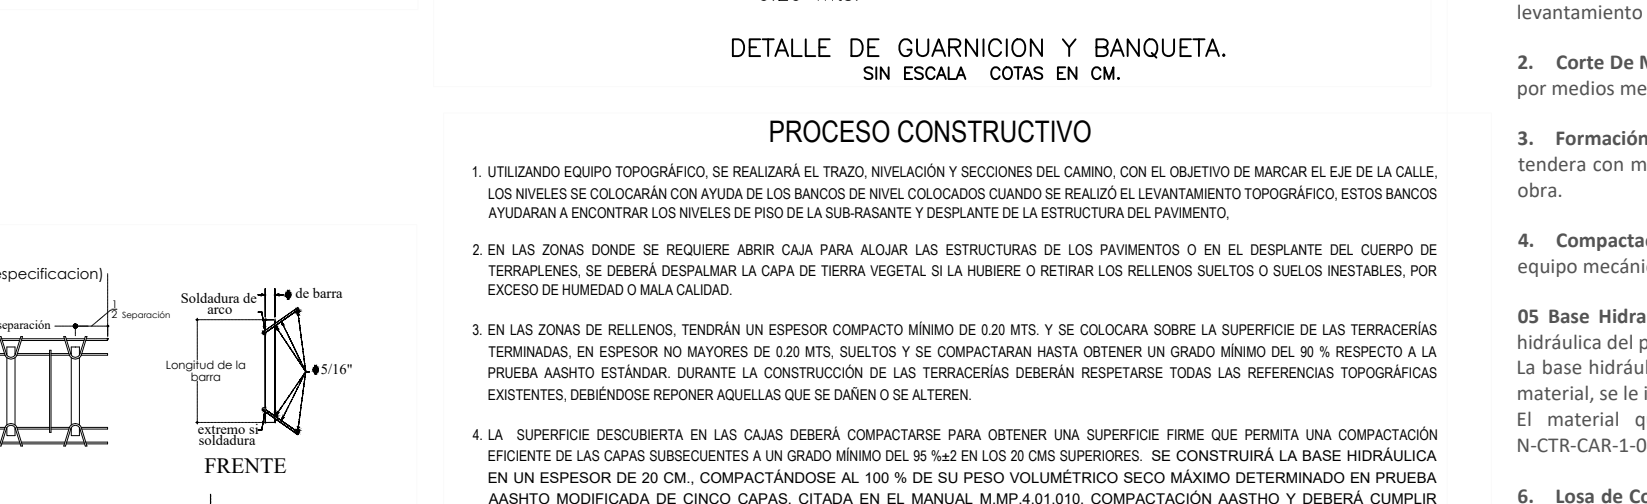 DETALLE DE GUARNICION Y BANQUETA.
SIN ESCALA COTAS EN CM.
PROCESO CONSTRUCTIVO
1. UTILIZANDO EQUIPO TOPOGRÁFICO, SE REALIZARÁ EL TRAZO, NIVELACIÓN Y SECCIONES DEL CAMINO, CON EL OBJETIVO DE MARCAR EL EJE DE LA CALLE,
LOS NIVELES SE COLOCARÁN CON AYUDA DE LOS BANCOS DE NIVEL COLOCADOS CUANDO SE REALIZÓ EL LEVANTAMIENTO TOPOGRÁFICO, ESTOS BANCOS
AYUDARAN A ENCONTRAR LOS NIVELES DE PISO DE LA SUB-RASANTE Y DESPLANTE DE LA ESTRUCTURA DEL PAVIMENTO,
2. EN LAS ZONAS DONDE SE REQUIERE ABRIR CAJA PARA ALOJAR LAS ESTRUCTURAS DE LOS PAVIMENTOS O EN EL DESPLANTE DEL CUERPO DE
TERRAPLENES, SE DEBERÁ DESPALMAR LA CAPA DE TIERRA VEGETAL SI LA HUBIERE O RETIRAR LOS RELLENOS SUELTOS O SUELOS INESTABLES, POR
EXCESO DE HUMEDAD O MALA CALIDAD.
3. EN LAS ZONAS DE RELLENOS, TENDRÁN UN ESPESOR COMPACTO MÍNIMO DE 0.20 MTS. Y SE COLOCARA SOBRE LA SUPERFICIE DE LAS TERRACERÍAS
TERMINADAS, EN ESPESOR NO MAYORES DE 0.20 MTS, SUELTOS Y SE COMPACTARAN HASTA OBTENER UN GRADO MÍNIMO DEL 90 % RESPECTO A LA
PRUEBA AASHTO ESTÁNDAR. DURANTE LA CONSTRUCCIÓN DE LAS TERRACERÍAS DEBERÁN RESPETARSE TODAS LAS REFERENCIAS TOPOGRÁFICAS
EXISTENTES, DEBIÉNDOSE REPONER AQUELLAS QUE SE DAÑEN O SE ALTEREN.
4. LA SUPERFICIE DESCUBIERTA EN LAS CAJAS DEBERÁ COMPACTARSE PARA OBTENER UNA SUPERFICIE FIRME QUE PERMITA UNA COMPACTACIÓN
EFICIENTE DE LAS CAPAS SUBSECUENTES A UN GRADO MÍNIMO DEL 95 %±2 EN LOS 20 CMS SUPERIORES. SE CONSTRUIRÁ LA BASE HIDRÁULICA
EN UN ESPESOR DE 20 CM., COMPACTÁNDOSE AL 100 % DE SU PESO VOLUMÉTRICO SECO MÁXIMO DETERMINADO EN PRUEBA
AASHTO MODIFICADA DE CINCO CAPAS, CITADA EN EL MANUAL M.MP.4.01.010. COMPACTACIÓN AASTHO Y DEBERÁ CUMPLIR
especificacion)
separación
1/2 Separación
Soldadura de
arco
de barra
Longitud de la
barra
5/16"
extremo si
soldadura
FRENTE
levantamiento
2. Corte De
por medios
3. Formación
tendera con
obra.
4.
equipo
05 Base
hidráulica del
La base
material, se le
El material
N-CTR-CAR-1-0
6. Losa de